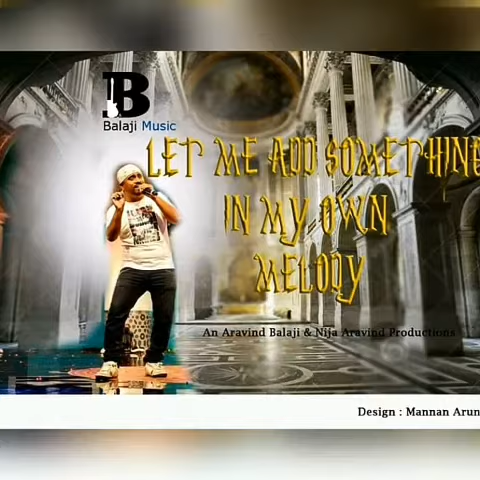 B
Balaji Music
LET ME ADD SOMETHING
IN MY OWN
MELODY
An Aravind Balaji & Nija Aravind Productions
Design : Mannan Arun